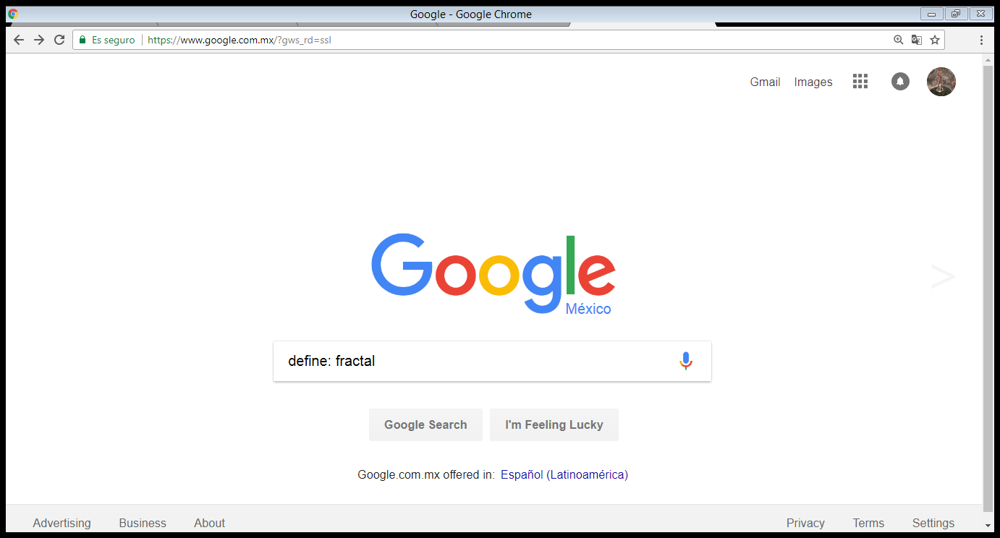 Google - Google Chrome
Es seguro https://www.google.com.mx/?gws_rd=ssl
Gmail Images
Google
México
define: fractal
Google Search I'm Feeling Lucky
Google.com.mx offered in: Español (Latinoamérica)
Advertising Business About Privacy Terms Settings